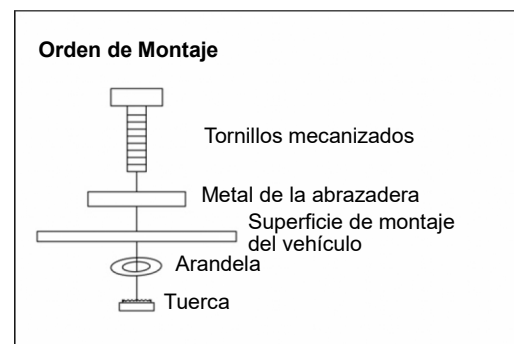 Orden de Montaje
Tornillos mecanizados
Metal de la abrazadera
Superficie de montaje
del vehículo
Arandela
Tuerca